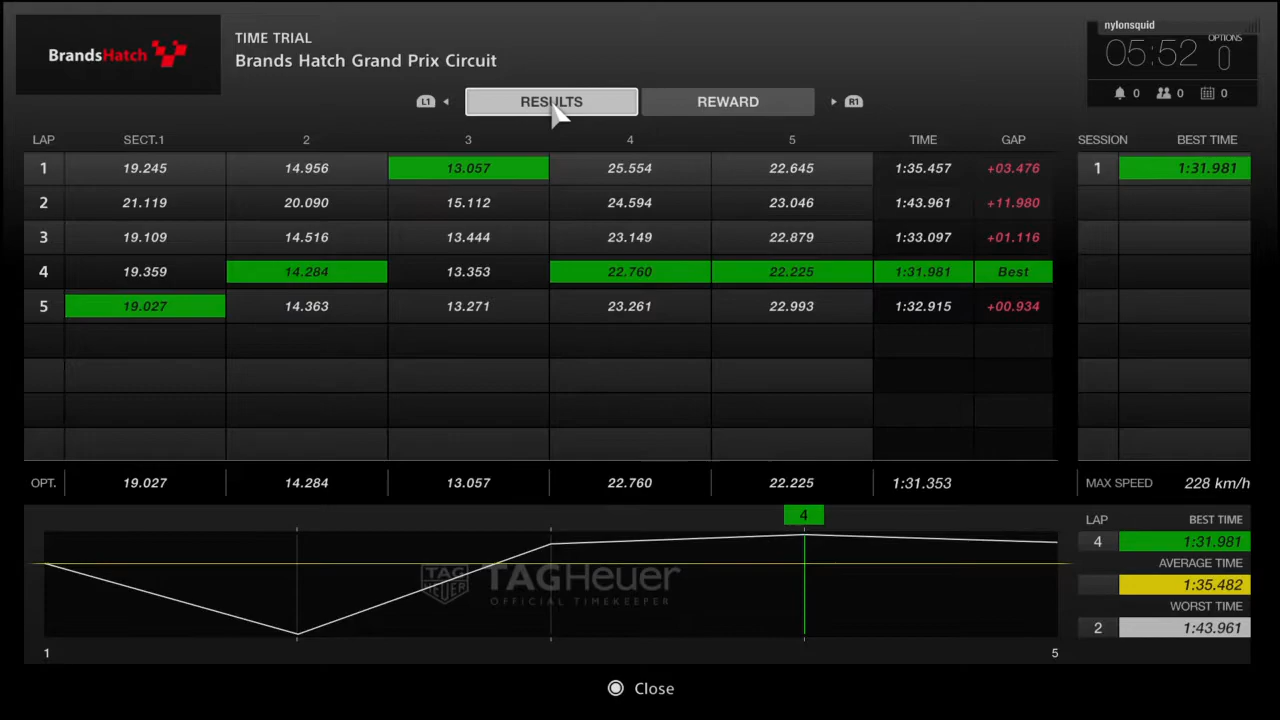 BrandsHatch
TIME TRIAL
Brands Hatch Grand Prix Circuit
nylonsquid
05:52
OPTIONS
0
0 0 0
L1 RESULTS REWARD R1
LAP SECT.1 2 3 4 5 TIME GAP SESSION BEST TIME
1 19.245 14.956 13.057 25.554 22.645 1:35.457 +03.476 1 1:31.981
2 21.119 20.090 15.112 24.594 23.046 1:43.961 +11.980
3 19.109 14.516 13.444 23.149 22.879 1:33.097 +01.116
4 19.359 14.284 13.353 22.760 22.225 1:31.981 Best
5 19.027 14.363 13.271 23.261 22.993 1:32.915 +00.934
OPT. 19.027 14.284 13.057 22.760 22.225 1:31.353 MAX SPEED 228 km/h
4
TAG HEUER
TAGHeuer
OFFICIAL TIMEKEEPER
1 5
LAP BEST TIME
4 1:31.981
AVERAGE TIME
1:35.482
WORST TIME
2 1:43.961
Close